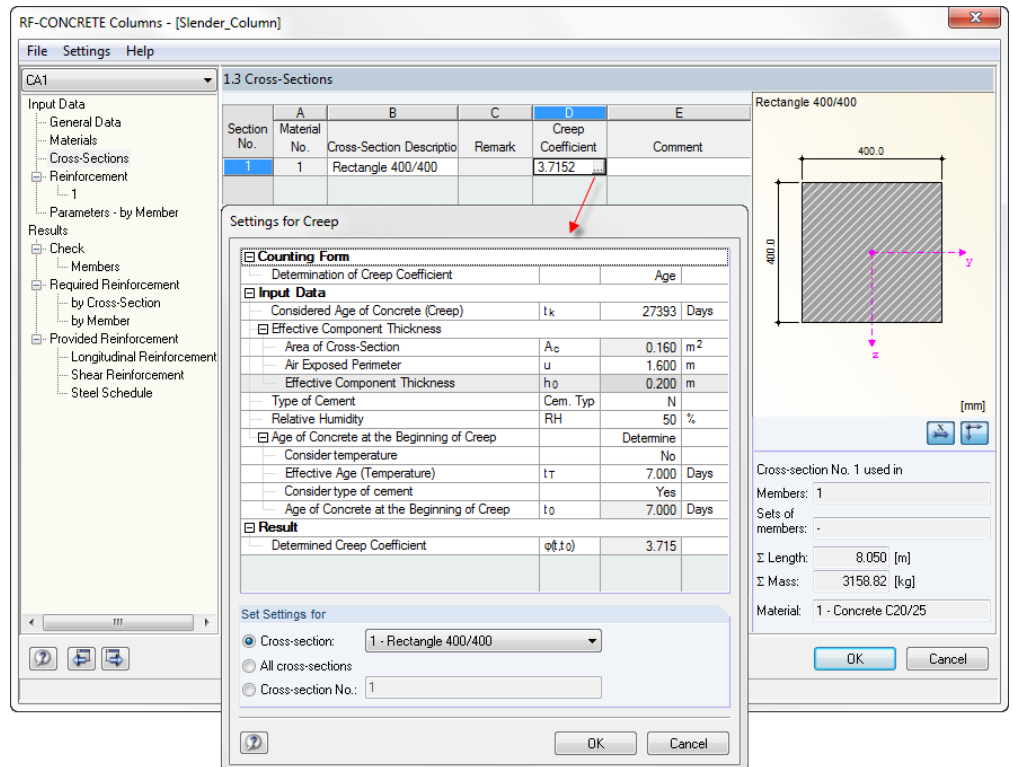 RF-CONCRETE Columns - [Slender_Column]
File Settings Help
CA1
Input Data
General Data
Materials
Cross-Sections
Reinforcement
1
Parameters - by Member
Results
Check
Members
Required Reinforcement
by Cross-Section
by Member
Provided Reinforcement
Longitudinal Reinforcement
Shear Reinforcement
Steel Schedule
1.3 Cross-Sections
A B C D E
Section No. Material No. Cross-Section Descriptio Remark Creep Coefficient Comment
1 1 Rectangle 400/400 3.7152 ...
Settings for Creep
Counting Form
Determination of Creep Coefficient Age
Input Data
Considered Age of Concrete (Creep) tk 27393 Days
Effective Component Thickness
Area of Cross-Section Ac 0.160 m2
Air Exposed Perimeter u 1.600 m
Effective Component Thickness h0 0.200 m
Type of Cement Cem. Typ N
Relative Humidity RH 50 %
Age of Concrete at the Beginning of Creep Determine
Consider temperature No
Effective Age (Temperature) tT 7.000 Days
Consider type of cement Yes
Age of Concrete at the Beginning of Creep t0 7.000 Days
Result
Determined Creep Coefficient φ(t,t0) 3.715
Set Settings for
Cross-section: 1 - Rectangle 400/400
All cross-sections
Cross-section No.: 1
OK Cancel
Rectangle 400/400
400.0
400.0
y
z
[mm]
X
Cross-section No. 1 used in
Members: 1
Sets of
members: -
Σ Length: 8.050 [m]
Σ Mass: 3158.82 [kg]
Material: 1 - Concrete C20/25
OK Cancel